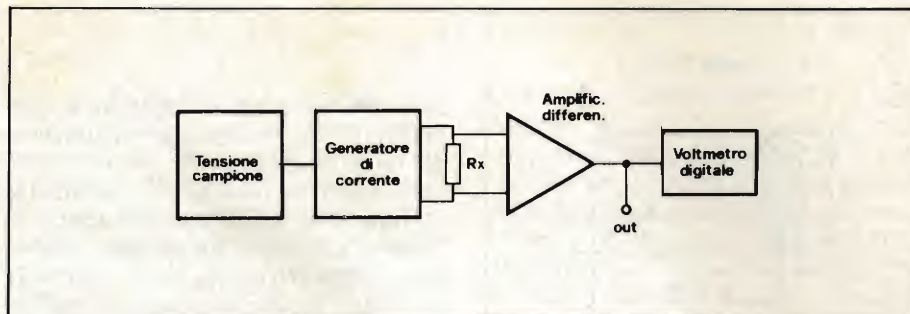 Tensione
campione
Generatore
di
corrente
Rx
Amplific.
differen.
out
Voltmetro
digitale